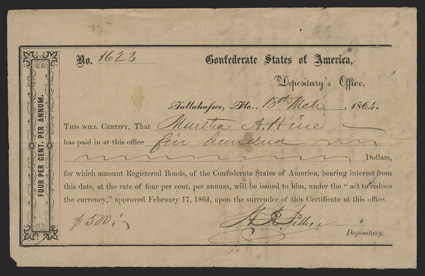 No. 1623 Confederate States of America,
Depositary's Office.
Tallahassee, Fla. 18th Mch 1864.
THIS WILL CERTIFY, That Martha A. Hine
has paid in at this office five hundred
Dollars,
for which amount Registered Bonds, of the Confederate States of America, bearing interest from
this date, at the rate of four per cent. per annum, will be issued to him, under the "act to reduce
the currency," approved February 17, 1864, upon the surrender of this Certificate at this office.
$500.
Depositary.
FOUR PER CENT. PER ANNUM.